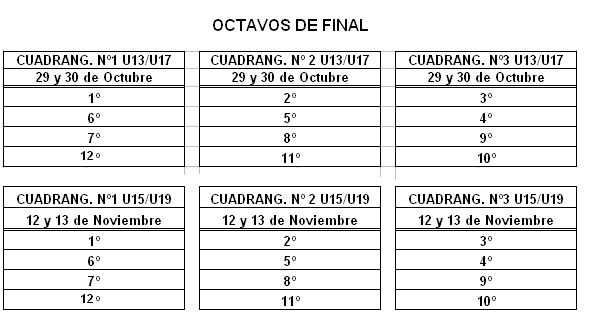 OCTAVOS DE FINAL
CUADRANG. Nº1 U13/U17
29 y 30 de Octubre
1º
6º
7º
12º
CUADRANG. Nº 2 U13/U17
29 y 30 de Octubre
2º
5º
8º
11º
CUADRANG. Nº3 U13/U17
29 y 30 de Octubre
3º
4º
9º
10º
CUADRANG. Nº1 U15/U19
12 y 13 de Noviembre
1º
6º
7º
12º
CUADRANG. Nº 2 U15/U19
12 y 13 de Noviembre
2º
5º
8º
11º
CUADRANG. Nº3 U15/U19
12 y 13 de Noviembre
3º
4º
9º
10º